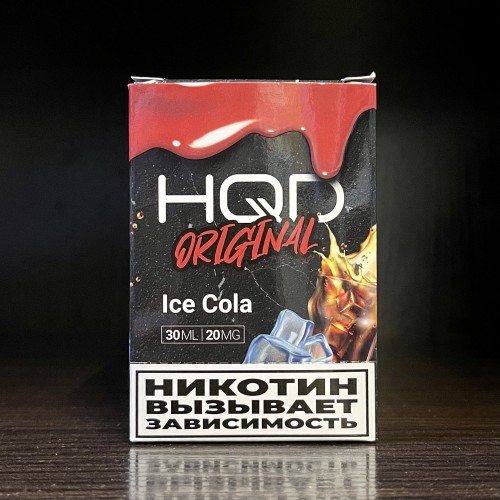 HQD
ORIGINAL
Ice Cola
30ML | 20MG
НИКОТИН
ВЫЗЫВАЕТ
ЗАВИСИМОСТЬ